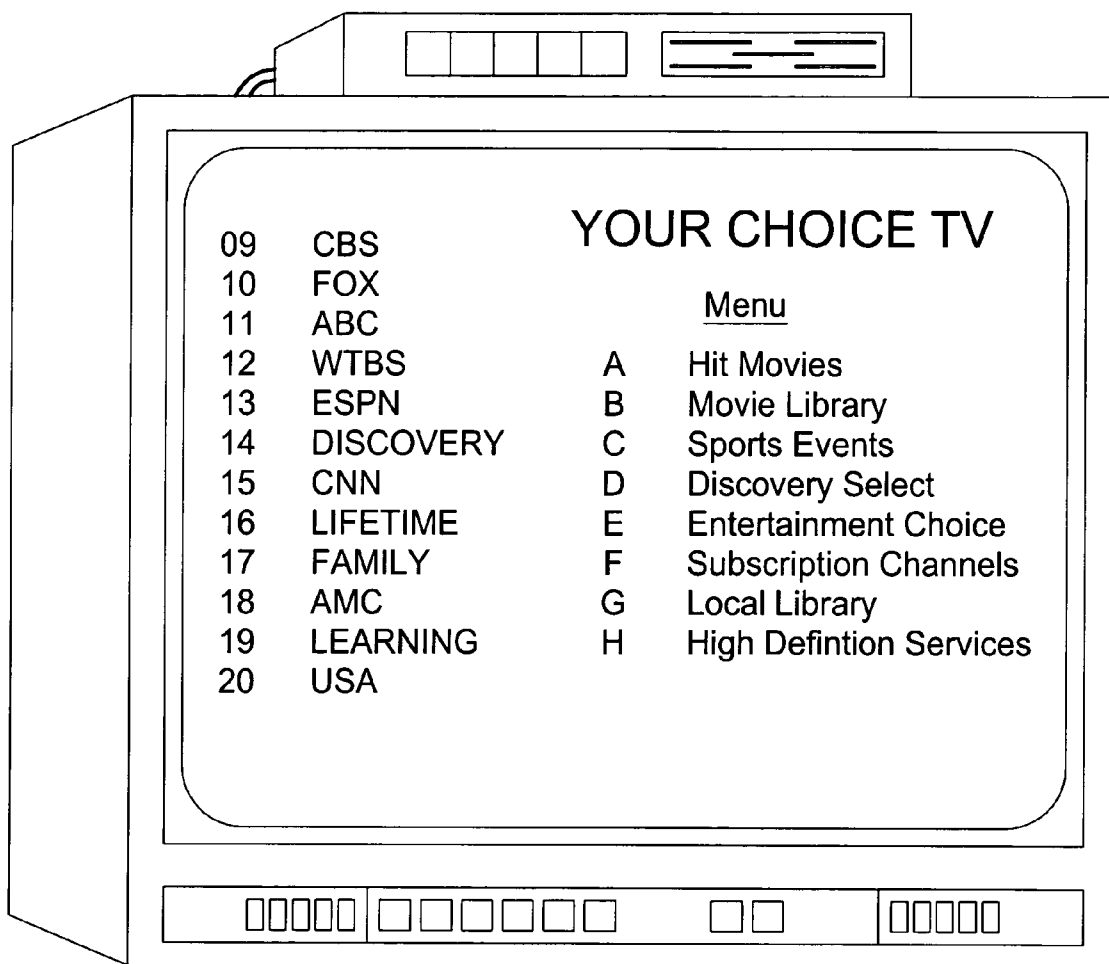 YOUR CHOICE TV
09 CBS
10 FOX
11 ABC
12 WTBS
13 ESPN
14 DISCOVERY
15 CNN
16 LIFETIME
17 FAMILY
18 AMC
19 LEARNING
20 USA
Menu
A Hit Movies
B Movie Library
C Sports Events
D Discovery Select
E Entertainment Choice
F Subscription Channels
G Local Library
H High Defintion Services